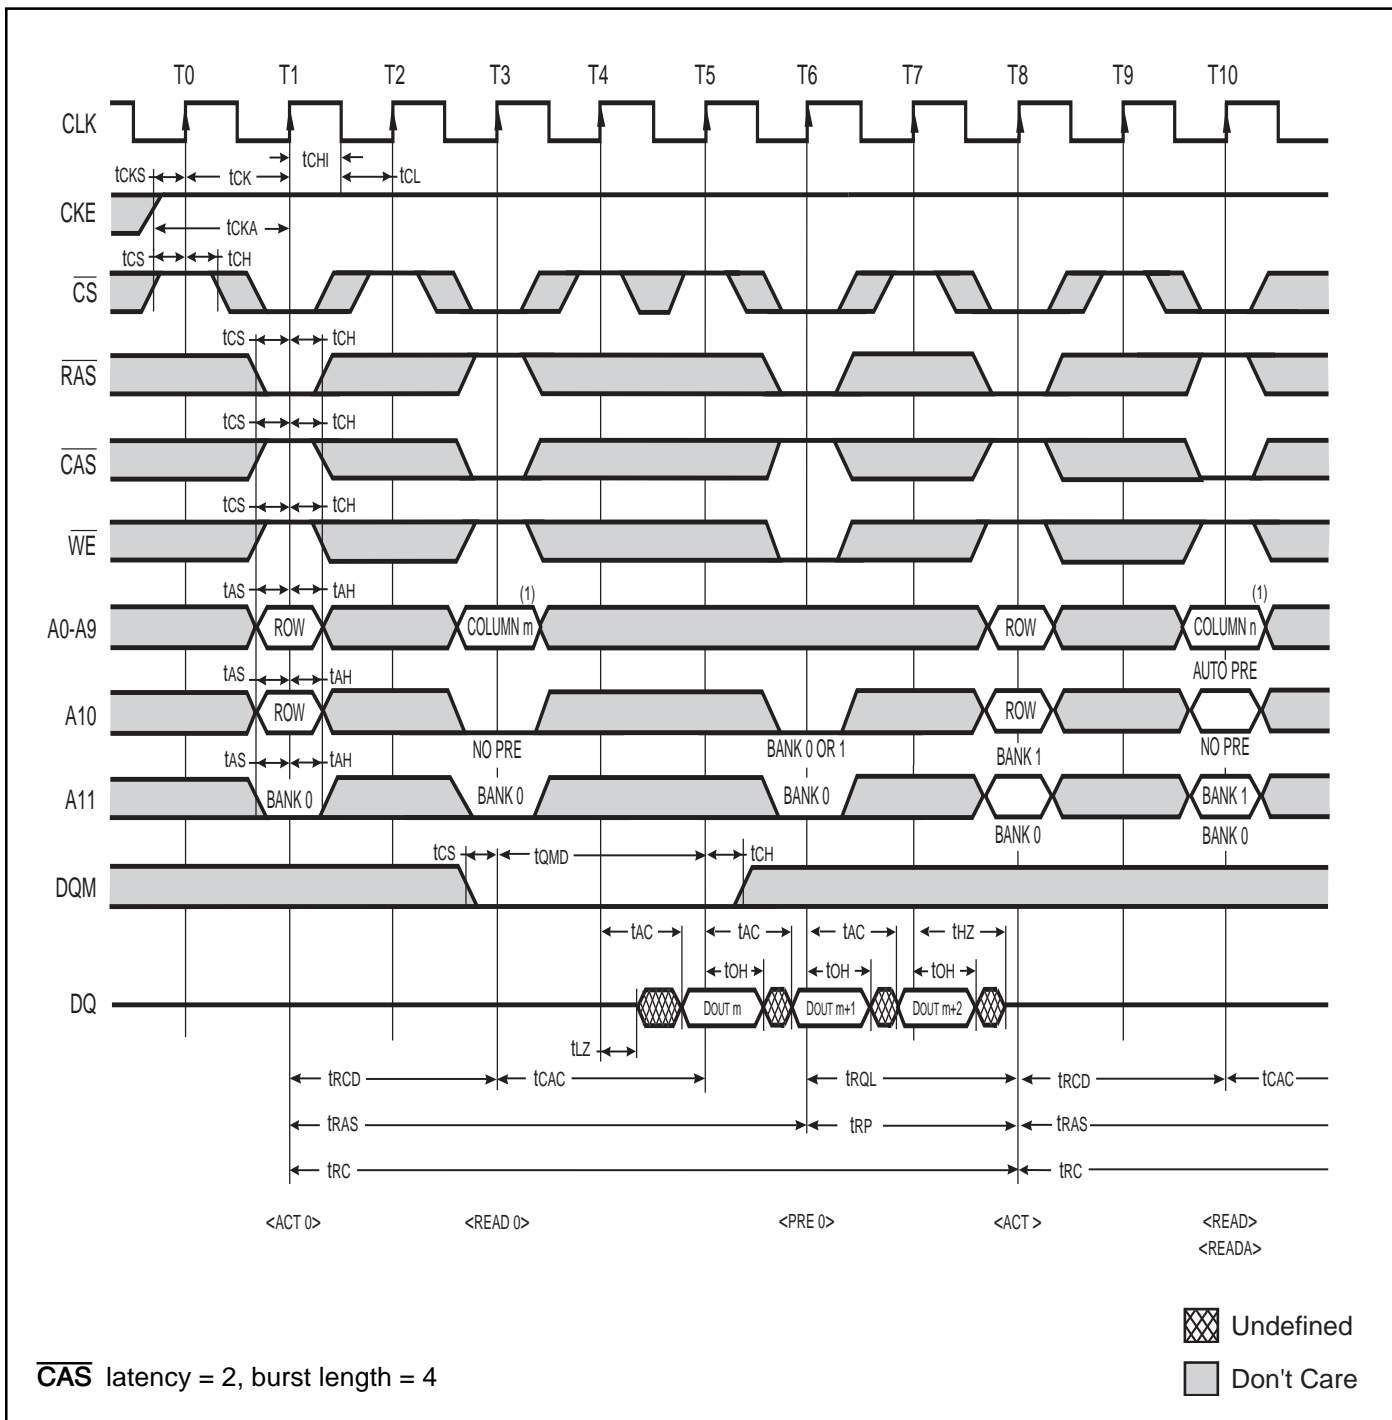 T0 T1 T2 T3 T4 T5 T6 T7 T8 T9 T10
CLK
tCHI
tCKS tCK tCL
CKE
tCKA
tCS tCH
CS
tCS tCH
RAS
tCS tCH
CAS
tCS tCH
WE
tAS tAH (1) (1)
A0-A9 ROW COLUMN m ROW COLUMN n
tAS tAH AUTO PRE
A10 ROW ROW
NO PRE BANK 0 OR 1 BANK 1 NO PRE
tAS tAH
A11 BANK 0 BANK 0 BANK 0 BANK 1
BANK 0 BANK 0
tCS tQMD tCH
DQM
tAC tAC tAC tHZ
tOH tOH tOH
DQ DOUT m DOUT m+1 DOUT m+2
tLZ
tRCD tCAC tRQL tRCD tCAC
tRAS tRP tRAS
tRC tRC
<ACT 0> <READ 0> <PRE 0> <ACT > <READ>
<READA>
Undefined
CAS latency = 2, burst length = 4
Don't Care